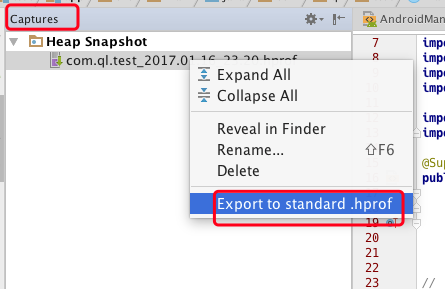 Captures
AndroidMan
Heap Snapshot
com.ql.test_2017.01.16_23.20.hprof
Expand All
Collapse All
Reveal in Finder
Rename... ⇧F6
Delete
Export to standard .hprof
7 impo
8 impo
impo
impo
impo
impo
@Sup
publ
19
20
21
22
23 //